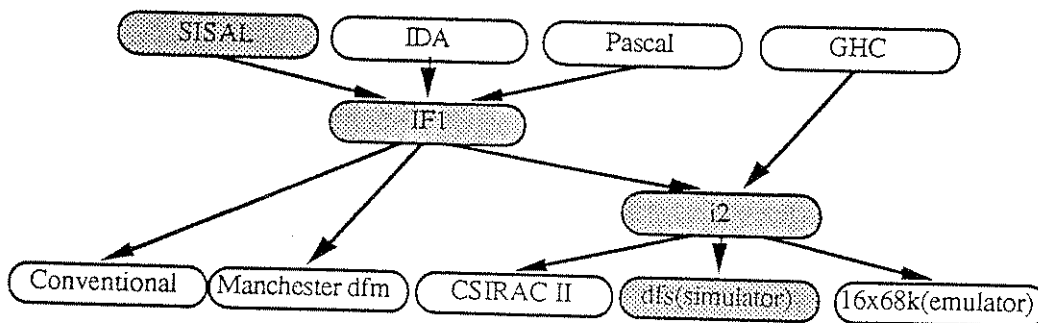 SISAL
IDA
Pascal
GHC
IF1
i2
Conventional
Manchester dfm
CSIRAC II
dfs(simulator)
16x68k(emulator)